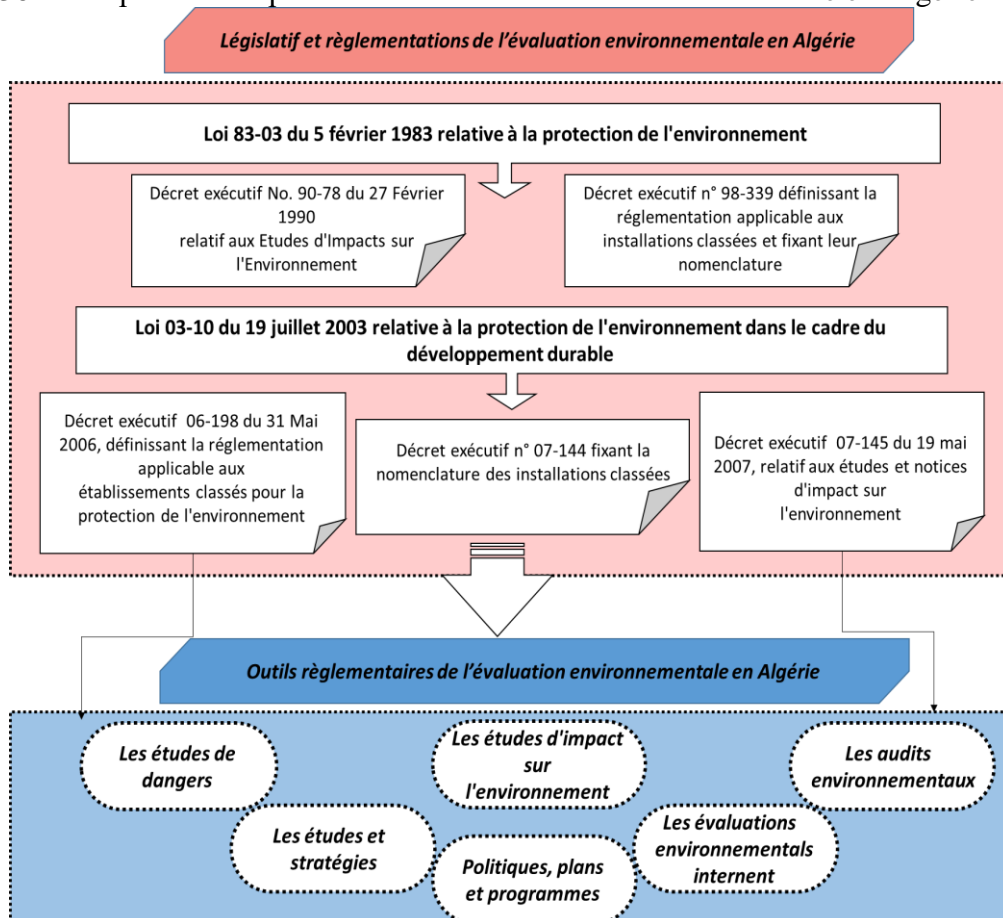 Législatif et règlementations de l'évaluation environnementale en Algérie
Loi 83-03 du 5 février 1983 relative à la protection de l'environnement
Décret exécutif No. 90-78 du 27 Février
1990
relatif aux Etudes d'Impacts sur
l'Environnement
Décret exécutif n° 98-339 définissant la
réglementation applicable aux
installations classées et fixant leur
nomenclature
Loi 03-10 du 19 juillet 2003 relative à la protection de l'environnement dans le cadre du
développement durable
Décret exécutif 06-198 du 31 Mai
2006, définissant la réglementation
applicable aux
établissements classés pour la
protection de l'environnement
Décret exécutif n° 07-144 fixant la
nomenclature des installations classées
Décret exécutif 07-145 du 19 mai
2007, relatif aux études et notices
d'impact sur
l'environnement
Outils règlementaires de l'évaluation environnementale en Algérie
Les études de
dangers
Les études d'impact
sur
l'environnement
Les audits
environnementaux
Les études et
stratégies
Politiques, plans
et programmes
Les évaluations
environnementals
internent